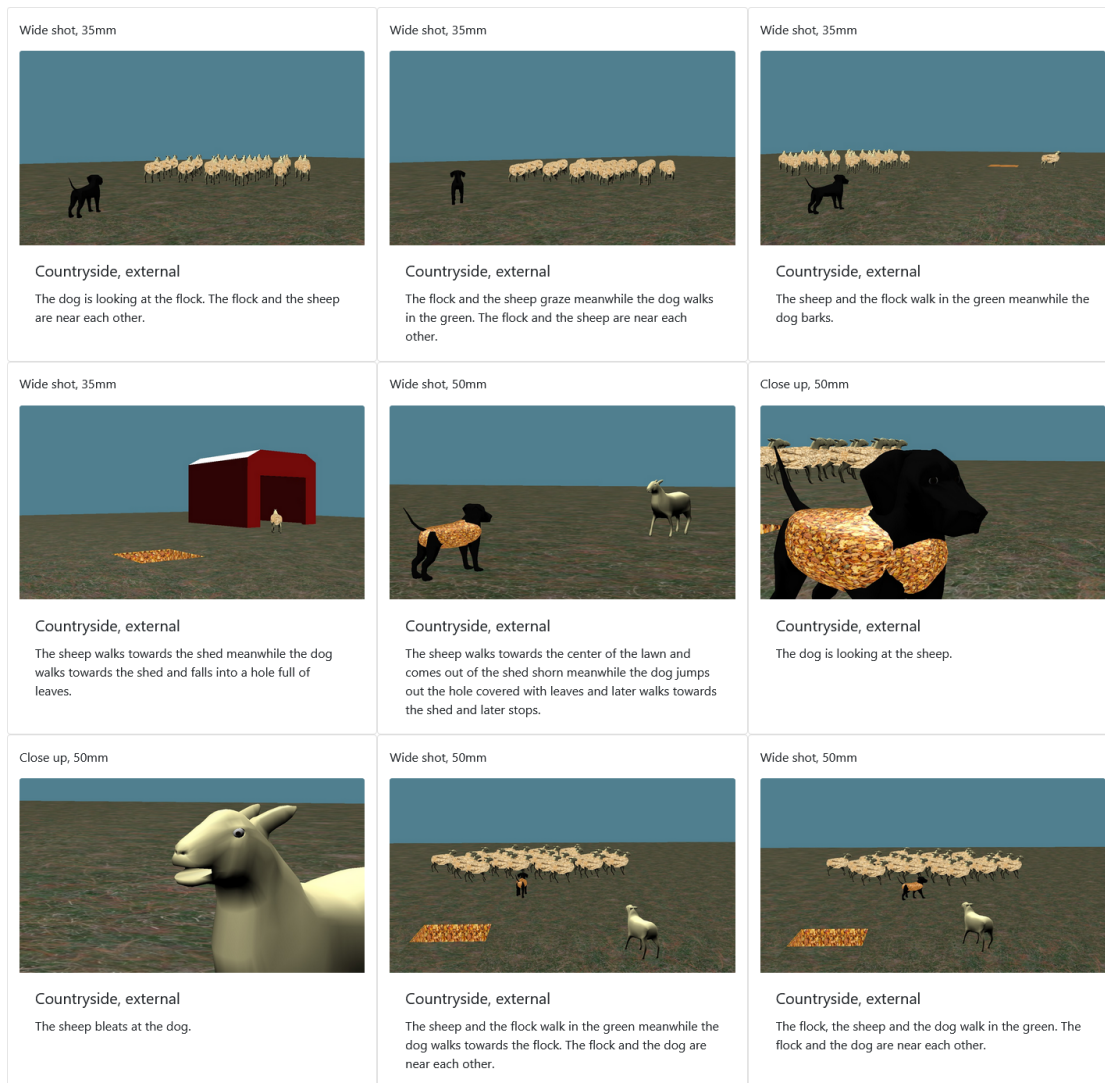 Wide shot, 35mm
Countryside, external
The dog is looking at the flock. The flock and the sheep
are near each other.
Wide shot, 35mm
Countryside, external
The flock and the sheep graze meanwhile the dog walks
in the green. The flock and the sheep are near each
other.
Wide shot, 35mm
Countryside, external
The sheep and the flock walk in the green meanwhile the
dog barks.
Wide shot, 35mm
Countryside, external
The sheep walks towards the shed meanwhile the dog
walks towards the shed and falls into a hole full of
leaves.
Wide shot, 50mm
Countryside, external
The sheep walks towards the center of the lawn and
comes out of the shed shorn meanwhile the dog jumps
out the hole covered with leaves and later walks towards
the shed and later stops.
Close up, 50mm
Countryside, external
The dog is looking at the sheep.
Close up, 50mm
Countryside, external
The sheep bleats at the dog.
Wide shot, 50mm
Countryside, external
The sheep and the flock walk in the green meanwhile the
dog walks towards the flock. The flock and the dog are
near each other.
Wide shot, 50mm
Countryside, external
The flock, the sheep and the dog walk in the green. The
flock and the dog are near each other.